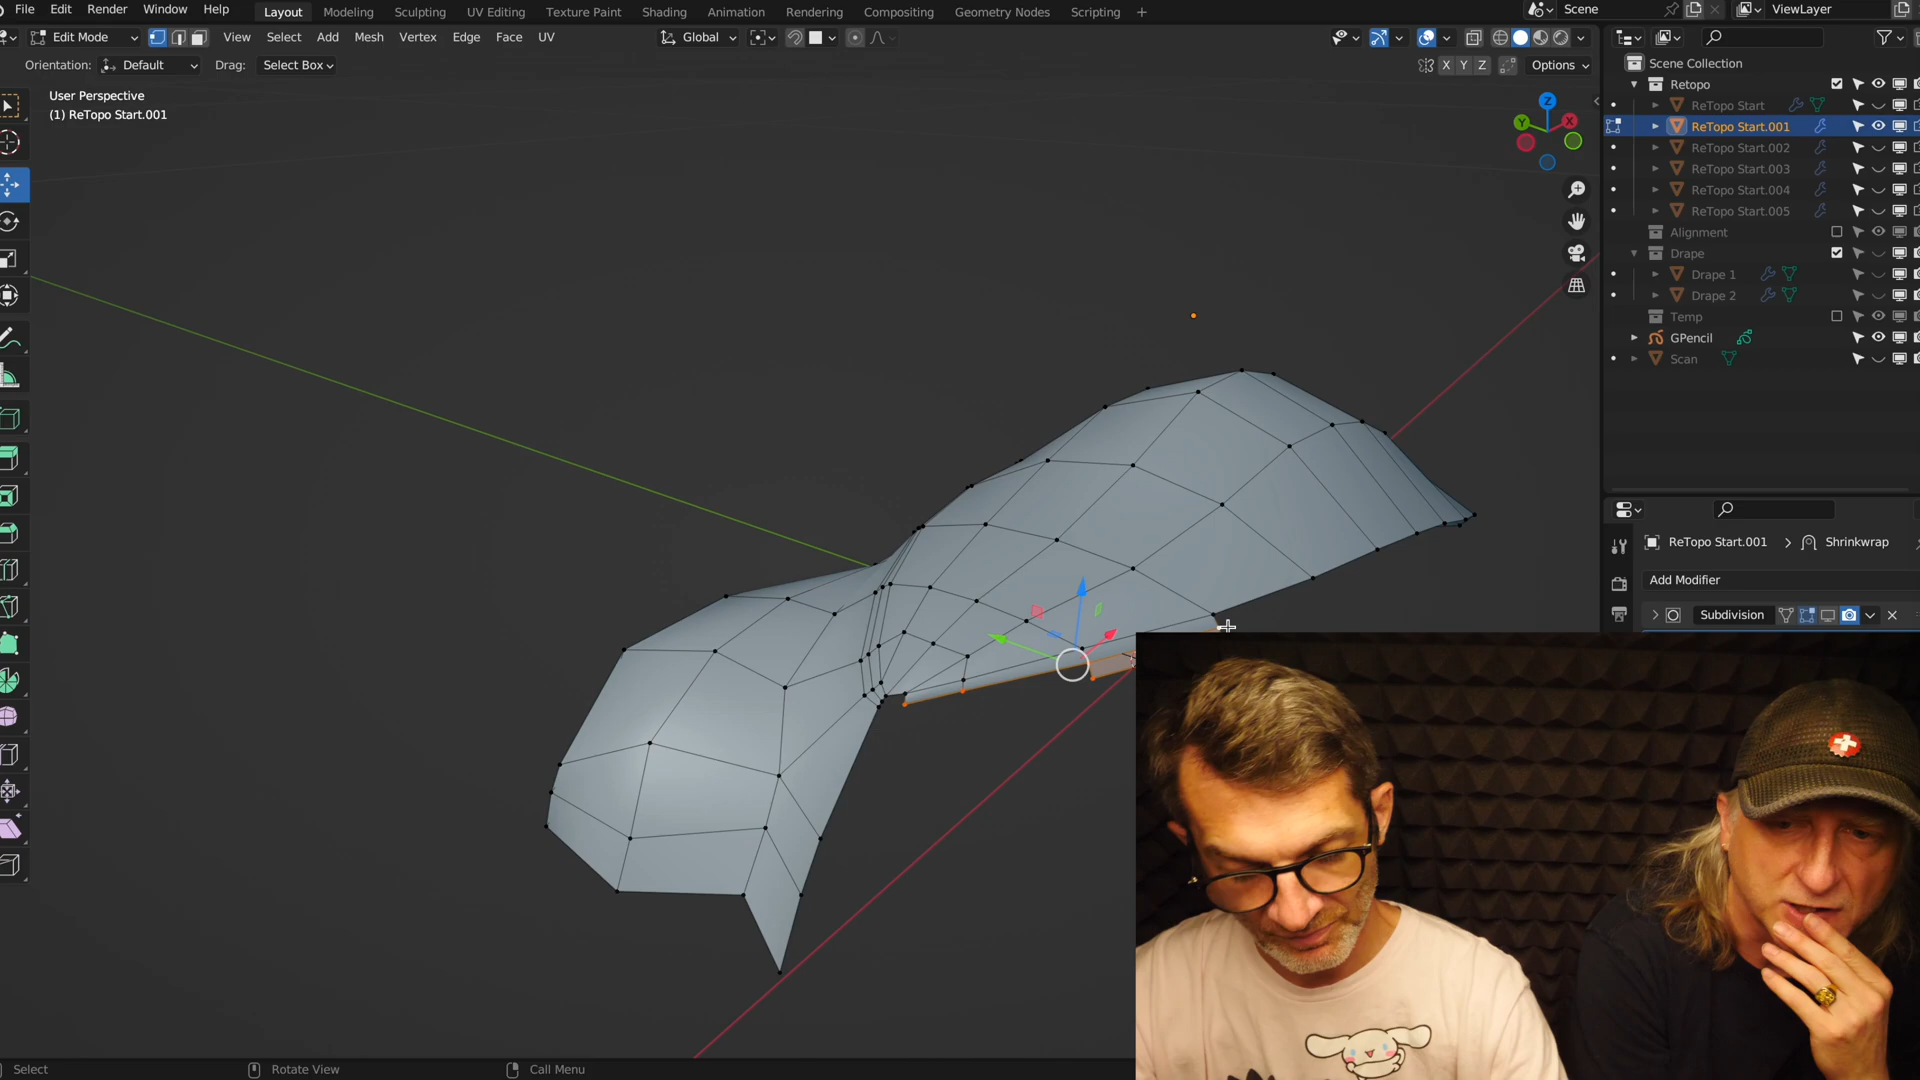 File Edit Render Window Help Layout Modeling Sculpting UV Editing Texture Paint Shading Animation Rendering Compositing Geometry Nodes Scripting + Scene ViewLayer
Edit Mode View Select Add Mesh Vertex Edge Face UV Global
Orientation: Default Drag: Select Box X Y Z Options
User Perspective
(1) ReTopo Start.001
Z
Y X
Scene Collection
Retopo
ReTopo Start
ReTopo Start.001
ReTopo Start.002
ReTopo Start.003
ReTopo Start.004
ReTopo Start.005
Alignment
Drape
Drape 1
Drape 2
Temp
GPencil
Scan
ReTopo Start.001 > Shrinkwrap
Add Modifier
Subdivision
Select Rotate View Call Menu